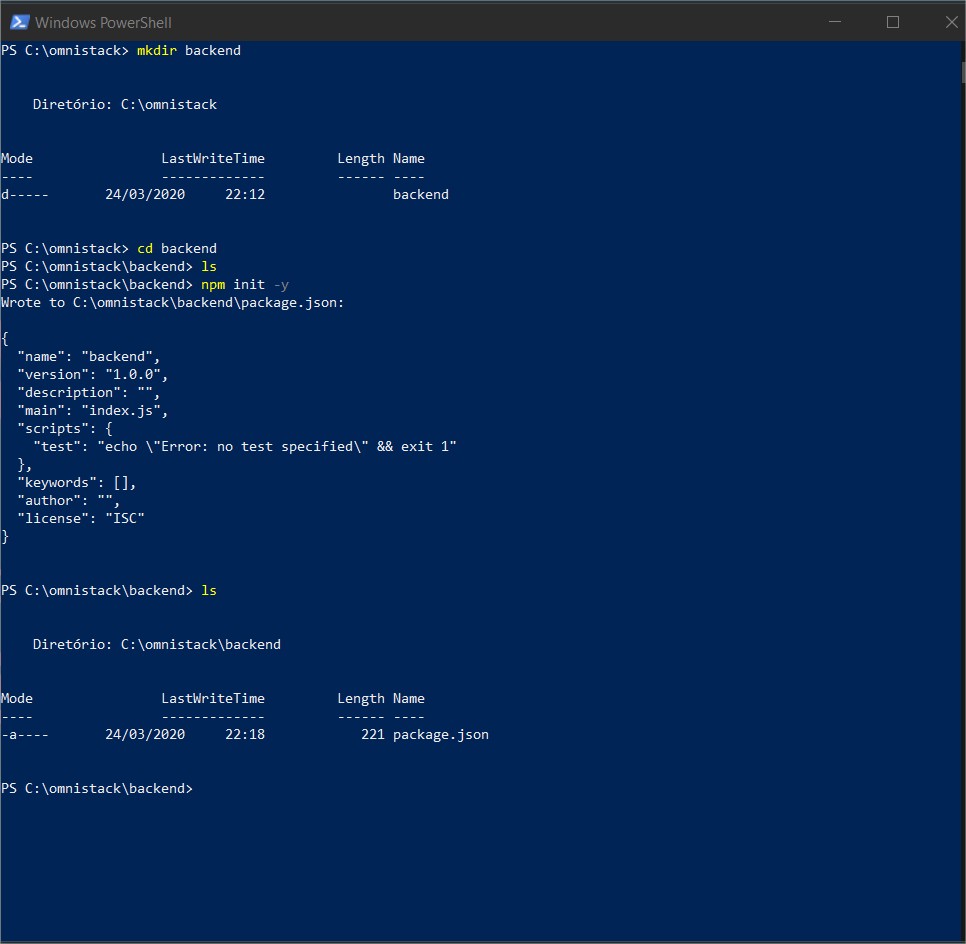 Windows PowerShell
PS C:\omnistack> mkdir backend
Diretório: C:\omnistack
Mode                LastWriteTime         Length Name
----                -------------         ------ ----
d-----       24/03/2020     22:12                backend
PS C:\omnistack> cd backend
PS C:\omnistack\backend> ls
PS C:\omnistack\backend> npm init -y
Wrote to C:\omnistack\backend\package.json:
{
  "name": "backend",
  "version": "1.0.0",
  "description": "",
  "main": "index.js",
  "scripts": {
    "test": "echo \"Error: no test specified\" && exit 1"
  },
  "keywords": [],
  "author": "",
  "license": "ISC"
}
PS C:\omnistack\backend> ls
Diretório: C:\omnistack\backend
Mode                LastWriteTime         Length Name
----                -------------         ------ ----
-a----       24/03/2020     22:18            221 package.json
PS C:\omnistack\backend>